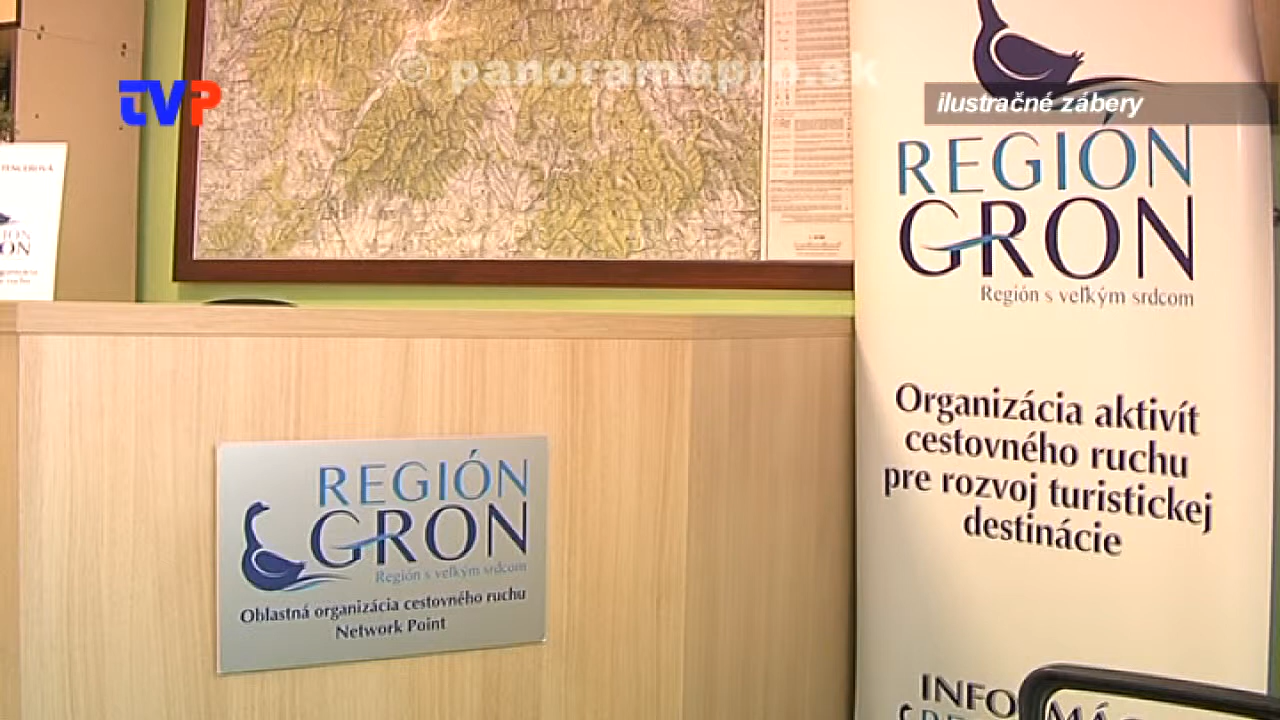 TVP
© panoramapro.sk
ilustračné zábery
REGIÓN
GRON
Región s veľkým srdcom
Organizácia aktivít
cestovného ruchu
pre rozvoj turistickej
destinácie
REGIÓN
GRON
Región s veľkým srdcom
Oblastná organizácia cestovného ruchu
Network Point